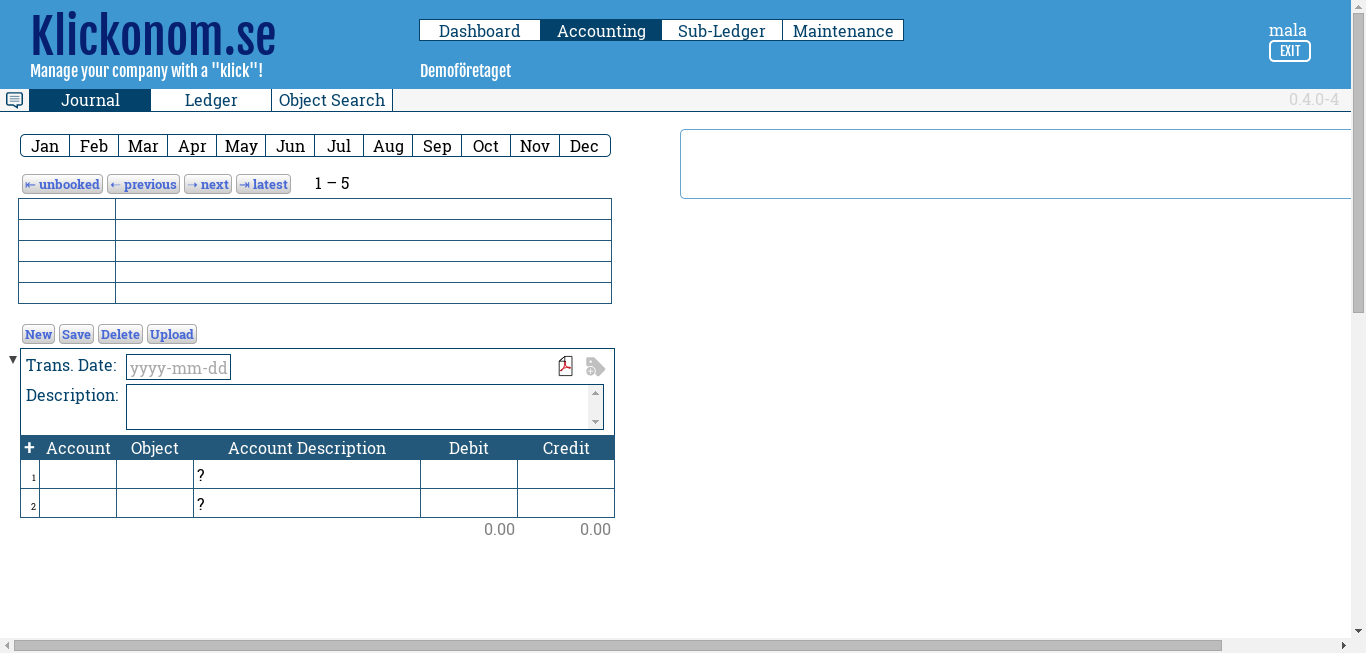 Klickonom.se
Manage your company with a "klick"!
Dashboard Accounting Sub-Ledger Maintenance
Demoföretaget
mala
EXIT
Journal Ledger Object Search
0.4.0-4
Jan Feb Mar Apr May Jun Jul Aug Sep Oct Nov Dec
⇤ unbooked ← previous → next ⇥ latest 1 – 5
New Save Delete Upload
Trans. Date: yyyy-mm-dd
Description:
+ Account Object Account Description Debit Credit
1 ?
2 ?
0.00 0.00